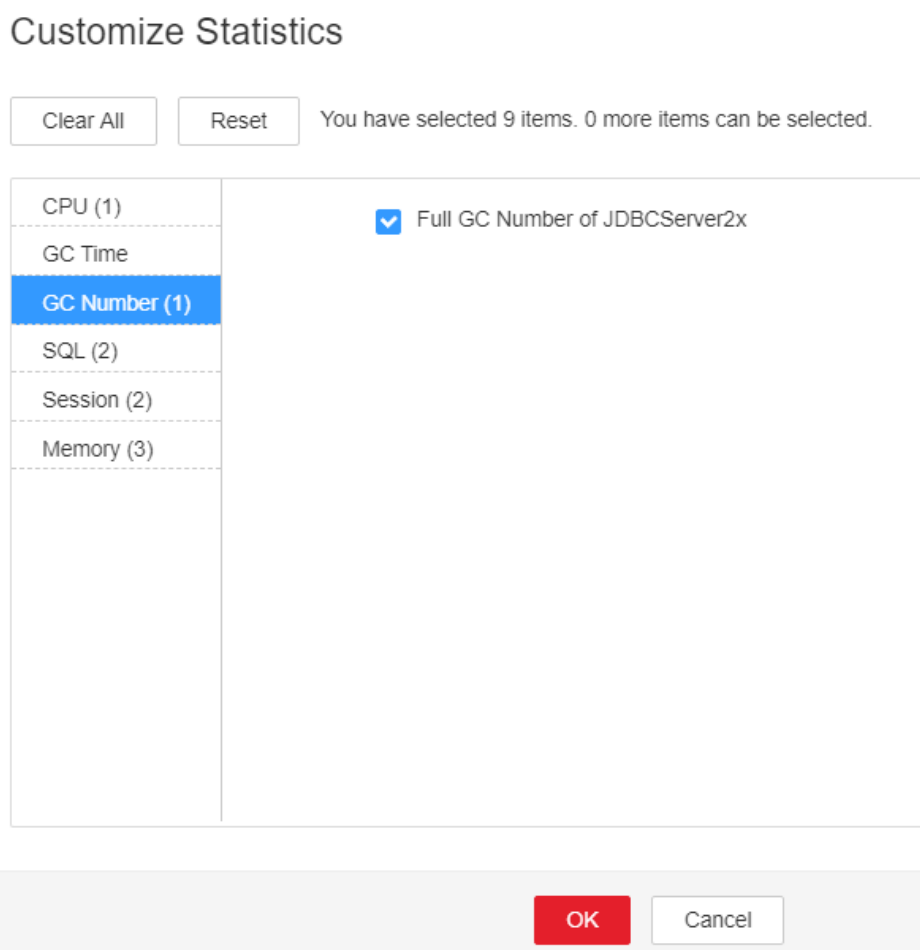 Customize Statistics
Clear All
Reset
You have selected 9 items. 0 more items can be selected.
CPU (1)
GC Time
GC Number (1)
SQL (2)
Session (2)
Memory (3)
Full GC Number of JDBCServer2x
OK
Cancel